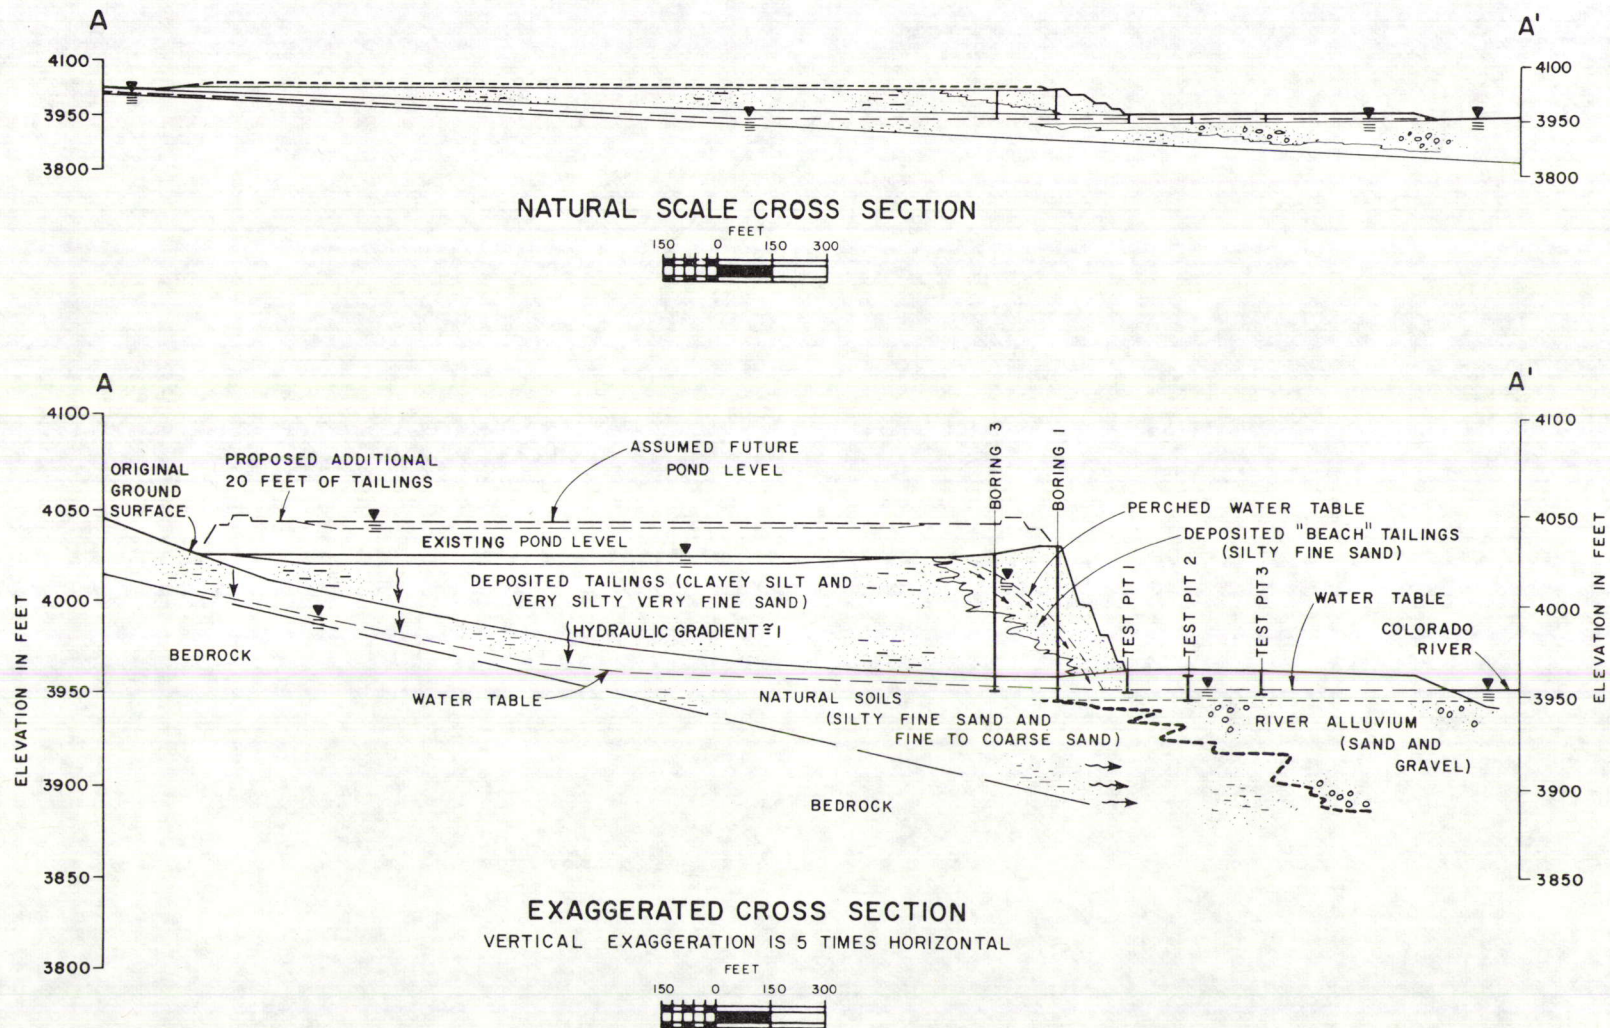 A
A'
4100
3950
3800
4100
3950
3800
NATURAL SCALE CROSS SECTION
FEET
150 0 150 300
A
A'
4100
4050
4000
3950
3900
3850
3800
ELEVATION IN FEET
4100
4050
4000
3950
3900
3850
ELEVATION IN FEET
ORIGINAL
GROUND
SURFACE
PROPOSED ADDITIONAL
20 FEET OF TAILINGS
ASSUMED FUTURE
POND LEVEL
BORING 3
BORING 1
EXISTING POND LEVEL
PERCHED WATER TABLE
DEPOSITED "BEACH" TAILINGS
(SILTY FINE SAND)
DEPOSITED TAILINGS (CLAYEY SILT AND
VERY SILTY VERY FINE SAND)
TEST PIT 1
TEST PIT 2
TEST PIT 3
WATER TABLE
COLORADO
RIVER
HYDRAULIC GRADIENT ≅ 1
BEDROCK
WATER TABLE
NATURAL SOILS
(SILTY FINE SAND AND
FINE TO COARSE SAND)
RIVER ALLUVIUM
(SAND AND
GRAVEL)
BEDROCK
EXAGGERATED CROSS SECTION
VERTICAL EXAGGERATION IS 5 TIMES HORIZONTAL
FEET
150 0 150 300